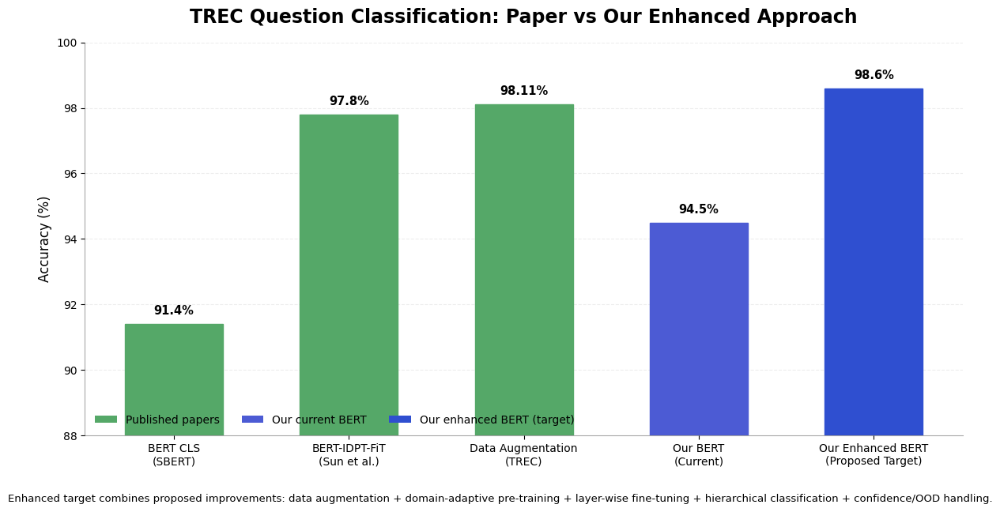 TREC Question Classification: Paper vs Our Enhanced Approach
Accuracy (%)
100
98
96
94
92
90
88
91.4%
97.8%
98.11%
94.5%
98.6%
Published papers
Our current BERT
Our enhanced BERT (target)
BERT CLS
(SBERT)
BERT-IDPT-FiT
(Sun et al.)
Data Augmentation
(TREC)
Our BERT
(Current)
Our Enhanced BERT
(Proposed Target)
Enhanced target combines proposed improvements: data augmentation + domain-adaptive pre-training + layer-wise fine-tuning + hierarchical classification + confidence/OOD handling.